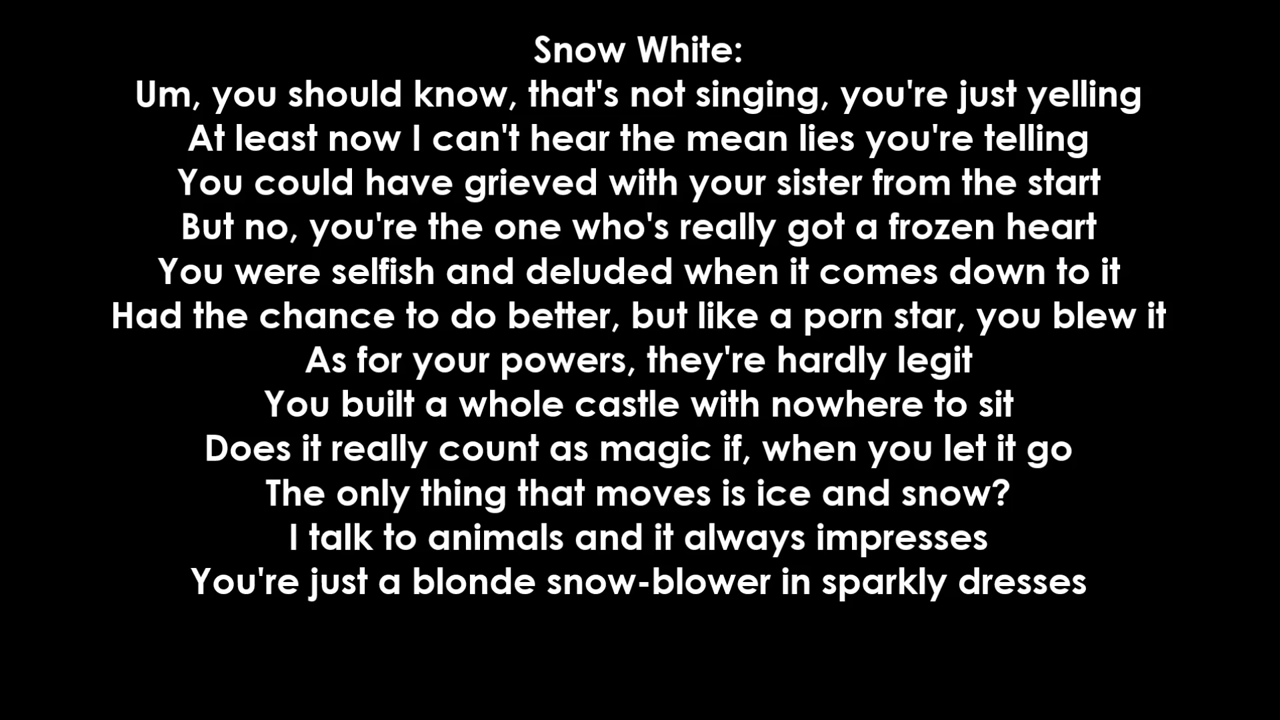 Snow White:
Um, you should know, that's not singing, you're just yelling
At least now I can't hear the mean lies you're telling
You could have grieved with your sister from the start
But no, you're the one who's really got a frozen heart
You were selfish and deluded when it comes down to it
Had the chance to do better, but like a porn star, you blew it
As for your powers, they're hardly legit
You built a whole castle with nowhere to sit
Does it really count as magic if, when you let it go
The only thing that moves is ice and snow?
I talk to animals and it always impresses
You're just a blonde snow-blower in sparkly dresses